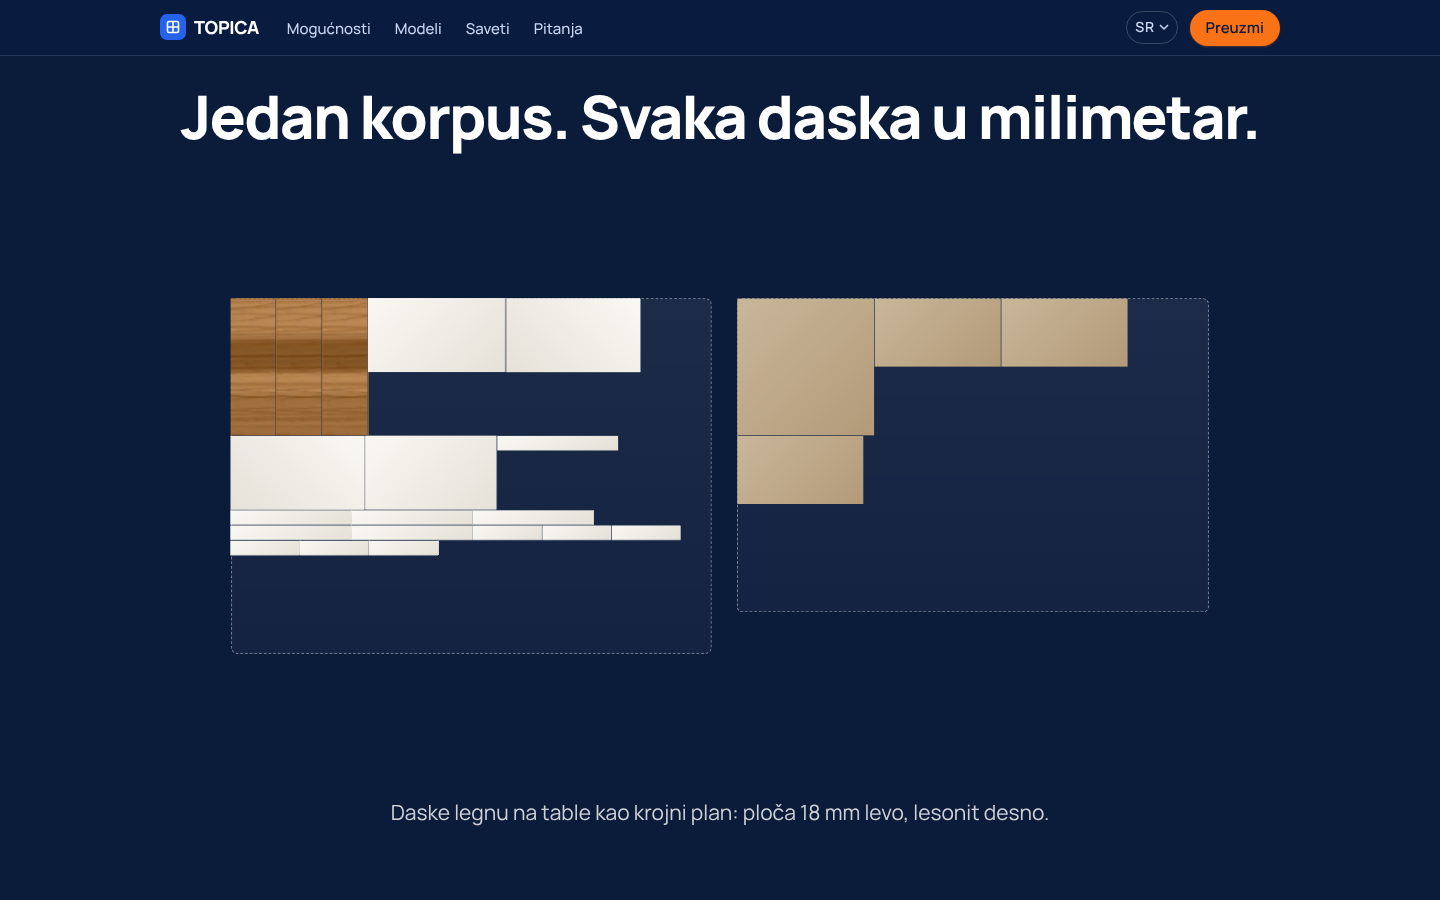 TOPICA Mogućnosti Modeli Saveti Pitanja SR Preuzmi
Jedan korpus. Svaka daska u milimetar.
Daske legnu na table kao krojni plan: ploča 18 mm levo, lesonit desno.